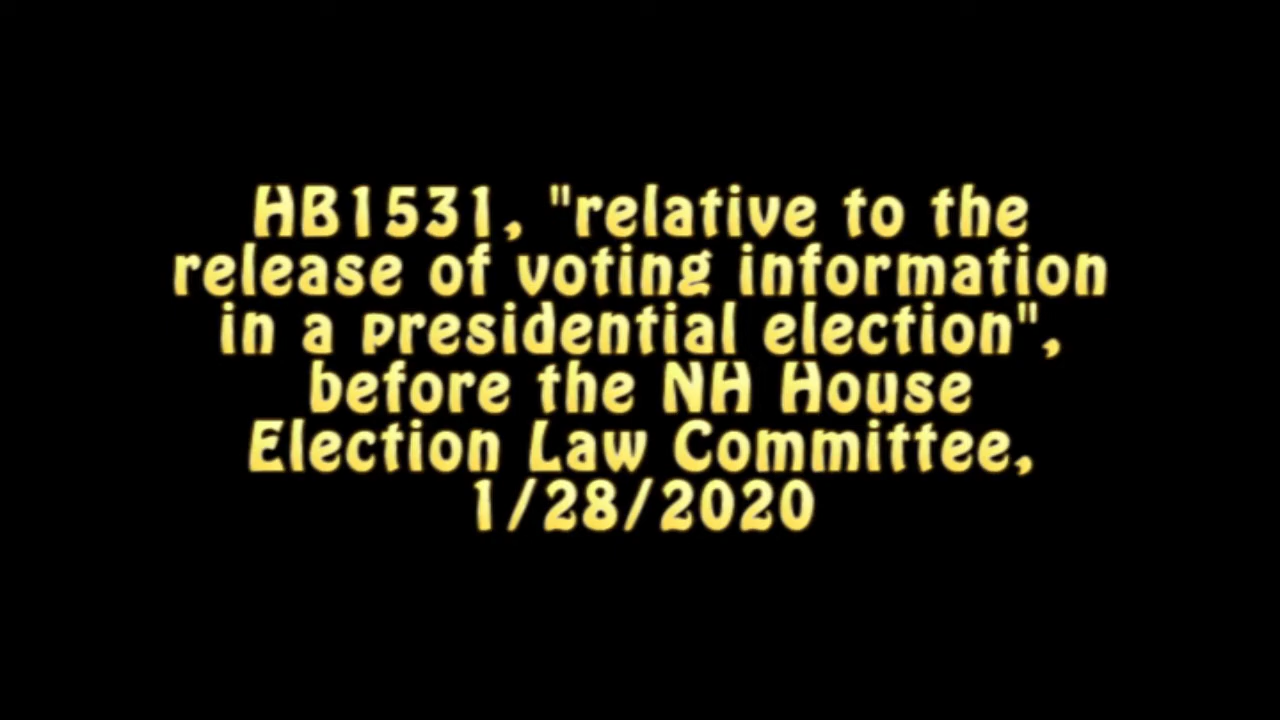 HB1531, "relative to the
release of voting information
in a presidential election",
before the NH House
Election Law Committee,
1/28/2020